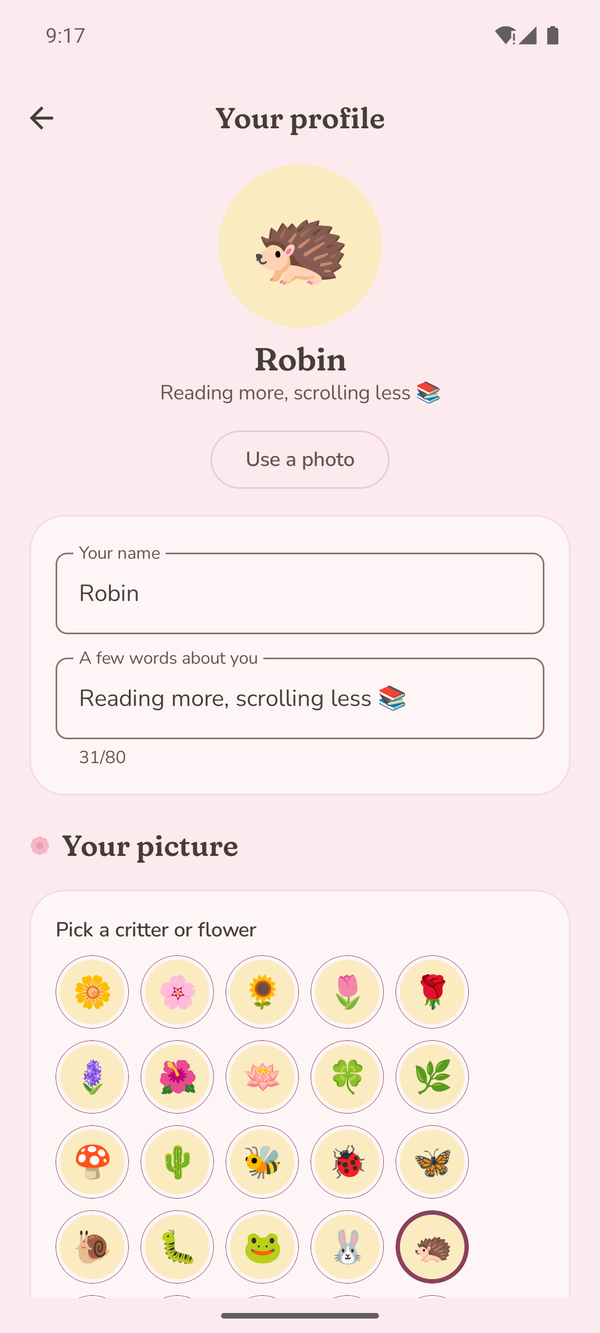 9:17
Your profile
Robin
Reading more, scrolling less 📚
Use a photo
Your name
Robin
A few words about you
Reading more, scrolling less 📚
31/80
Your picture
Pick a critter or flower